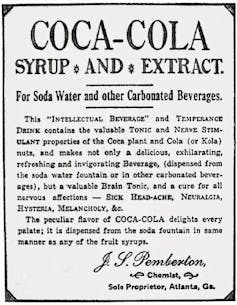 COCA-COLA
SYRUP * AND * EXTRACT.
For Soda Water and other Carbonated Beverages.
This "INTELLECTUAL BEVERAGE" and TEMPERANCE
DRINK contains the valuable TONIC and NERVE STIM-
ULANT properties of the Coca plant and Cola (or Kola)
nuts, and makes not only a delicious, exhilarating,
refreshing and invigorating Beverage, (dispensed from
the soda water fountain or in other carbonated bever-
ages), but a valuable Brain Tonic, and a cure for all
nervous affections — SICK HEAD-ACHE, NEURALGIA,
HYSTERIA, MELANCHOLY, &c.
The peculiar flavor of COCA-COLA delights every
palate; it is dispensed from the soda fountain in same
manner as any of the fruit syrups.
J. S. Pemberton,
Chemist,
Sole Proprietor, Atlanta, Ga.